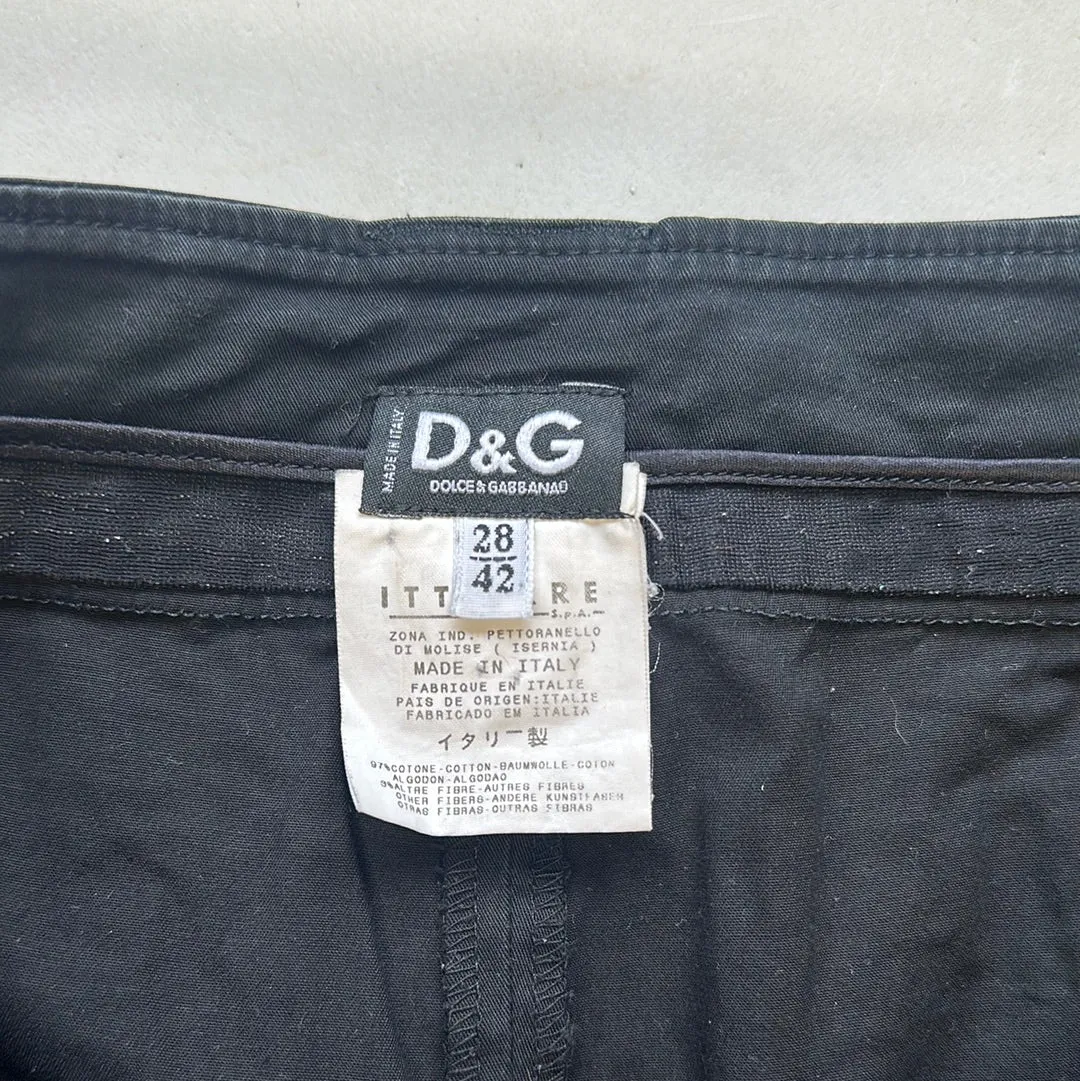 MADE IN ITALY
D&G
DOLCE & GABBANA
28
42
ITT RE
S.p.A.
ZONA IND. PETTORANELLO
DI MOLISE ( ISERNIA )
MADE IN ITALY
FABRIQUE EN ITALIE
PAIS DE ORIGEN:ITALIE
FABRICADO EM ITALIA
イタリー製
97%COTONE-COTTON-BAUMWOLLE-COTON
ALGODON-ALGODAO
3%ALTRE FIBRE-AUTRES FIBRES
OTHER FIBERS-ANDERE KUNSTFASER
OTRAS FIBRAS-OUTRAS FIBRAS